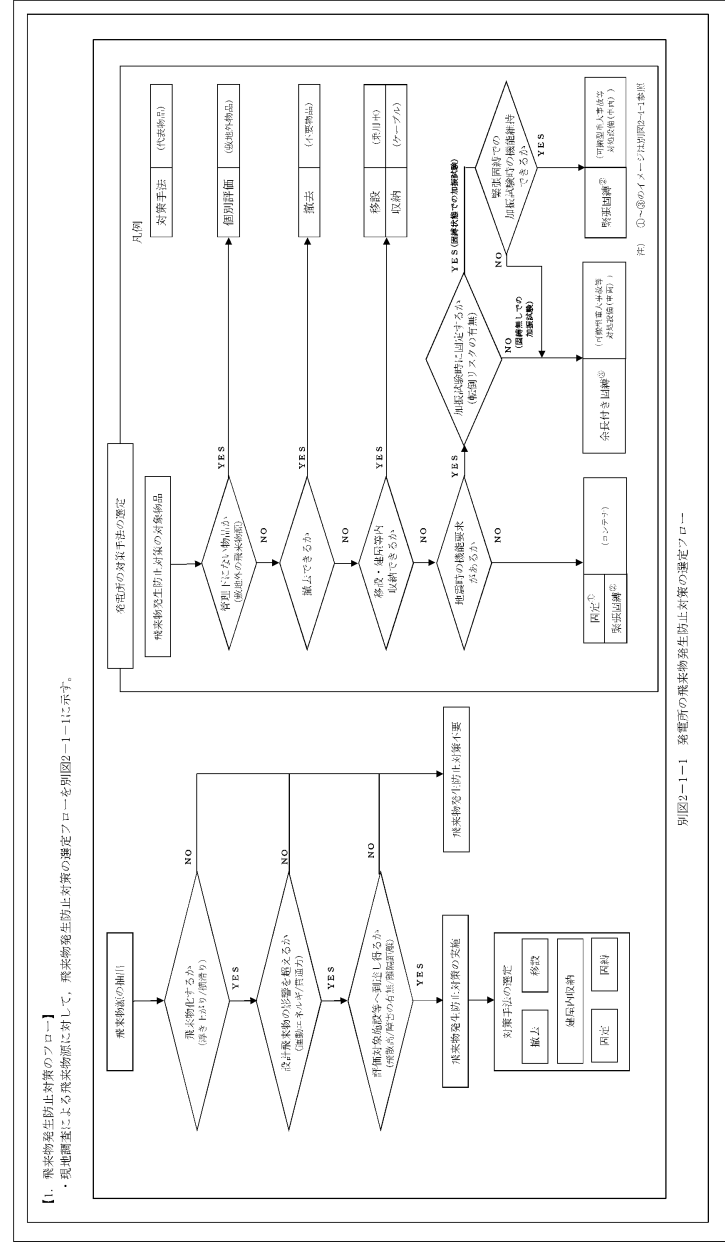 【1. 飛来物発生防止対策のフロー】
・現地調査による飛来物源に対して，飛来物発生防止対策の選定フローを別図2－1－1に示す。
飛来物源の抽出
飛来物化するか
(浮き上がり/横滑り)
NO
YES
設計飛来物の影響を超えるか
(運動エネルギ/貫通力)
NO
YES
評価対象施設等へ到達し得るか
(飛散高/障害の有無/離隔距離)
NO
YES
飛来物発生防止対策の実施
飛来物発生防止対策不要
対策手法の選定
撤去
移設
建屋内収納
固定
固縛
発電所の対策手法の選定
飛来物発生防止対策の対象物品
凡例
対策手法
(代表物品)
管理下にない物品か
(敷地外の飛来物源)
YES
個別評価
(敷地外物品)
NO
撤去できるか
YES
撤去
(不要物品)
NO
移設・建屋等内
収納できるか
YES
移設
(乗用車)
収納
(ケーブル)
NO
地震時の機能要求
があるか
YES
NO
加振試験時に固定するか
(転倒リスクの有無)
YES(固縛状態での加振試験)
NO
(固縛無しでの
加振試験)
緊張固縛での
加振試験時の機能維持
できるか
NO
YES
固定①
緊張固縛②
(コンテナ)
余長付き固縛③
(可搬型重大事故等
対処設備(車両))
緊張固縛②
(可搬型重大事故等
対処設備(車両))
注) ①～③のイメージは別図2-4-1参照
別図2－1－1 発電所の飛来物発生防止対策の選定フロー